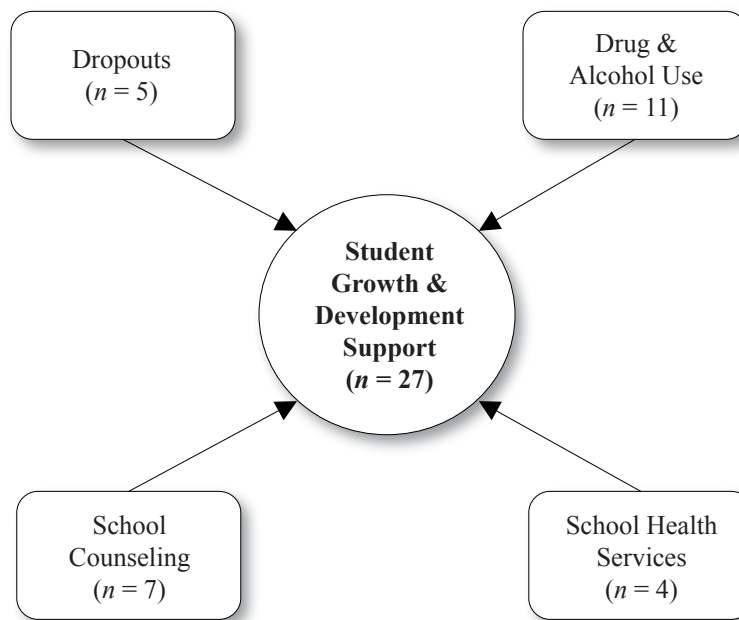 Dropouts
(n = 5)
Drug &
Alcohol Use
(n = 11)
Student
Growth &
Development
Support
(n = 27)
School
Counseling
(n = 7)
School Health
Services
(n = 4)